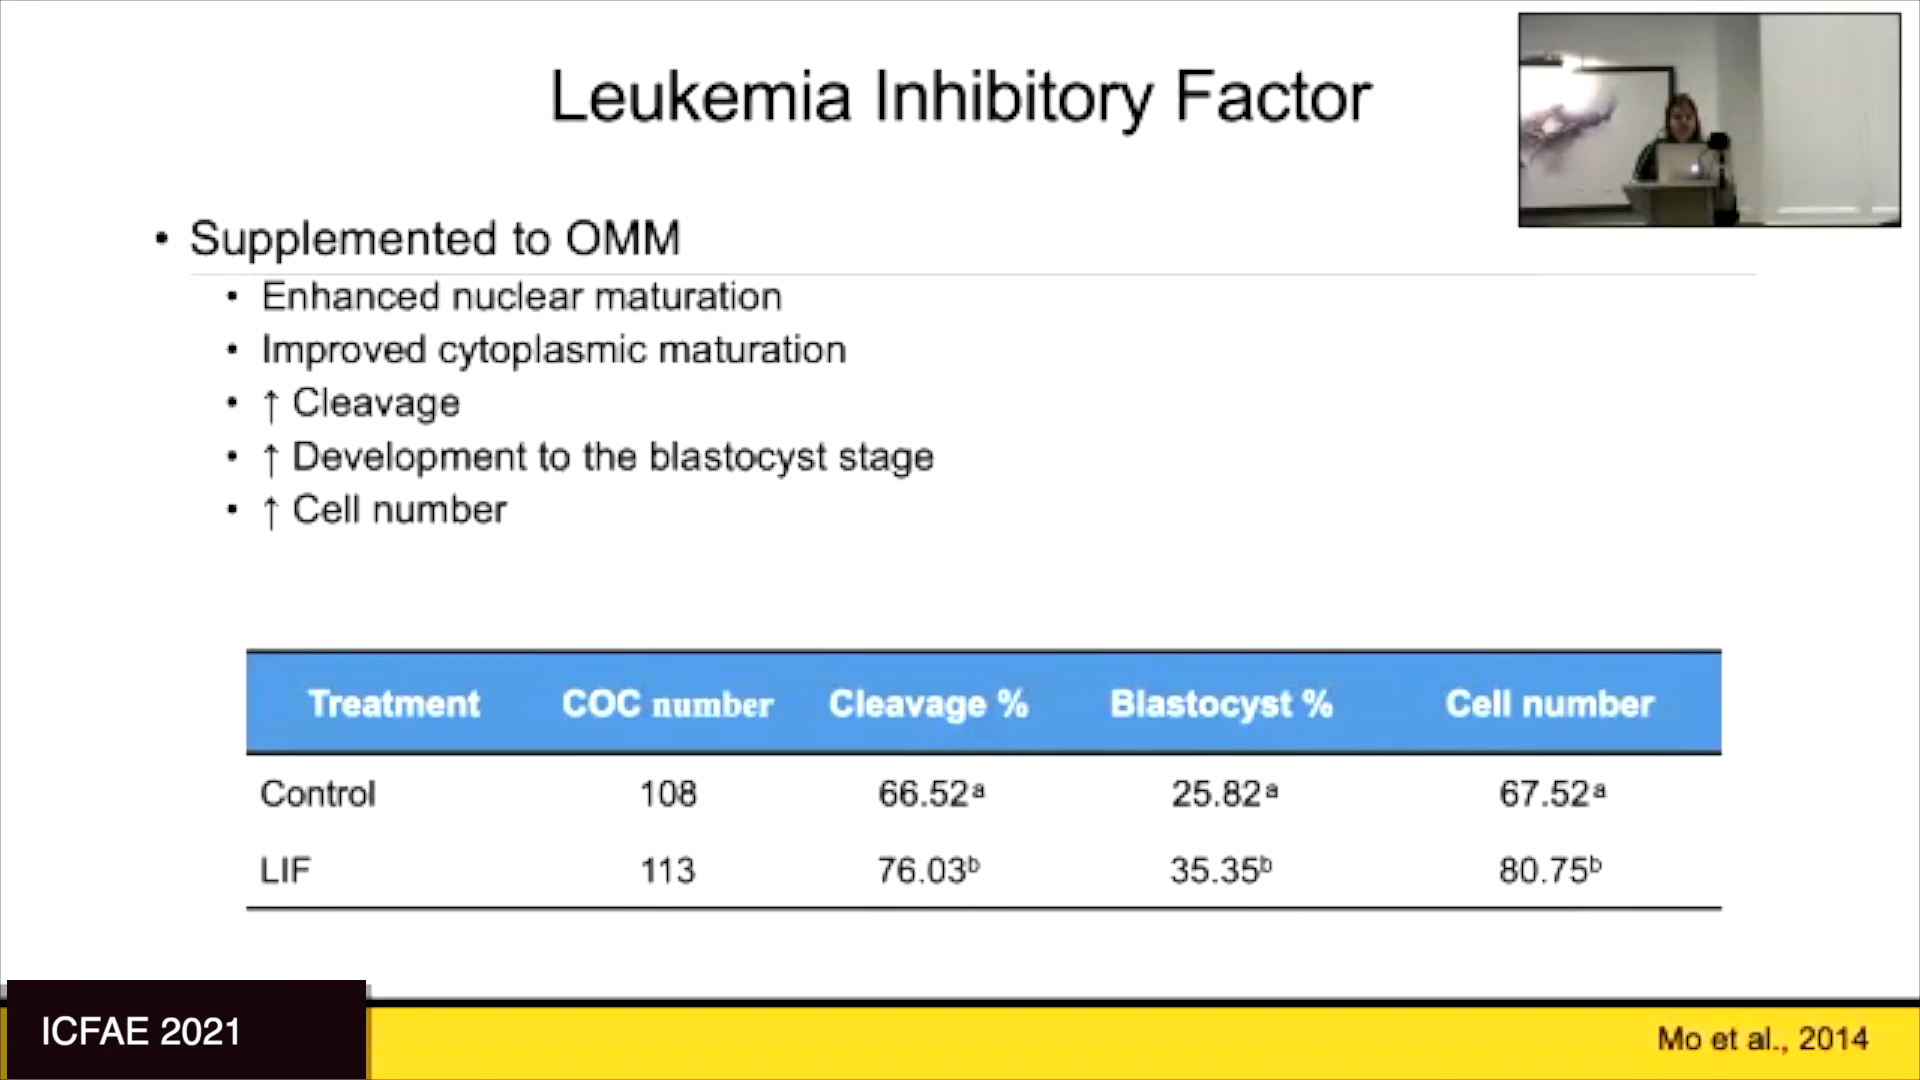 Leukemia Inhibitory Factor
• Supplemented to OMM
• Enhanced nuclear maturation
• Improved cytoplasmic maturation
• ↑ Cleavage
• ↑ Development to the blastocyst stage
• ↑ Cell number
Treatment COC number Cleavage % Blastocyst % Cell number
Control 108 66.52ᵃ 25.82ᵃ 67.52ᵃ
LIF 113 76.03ᵇ 35.35ᵇ 80.75ᵇ
ICFAE 2021
Mo et al., 2014